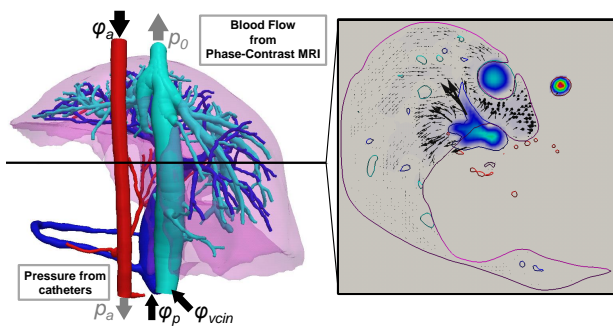 φa
p0
Blood Flow
from
Phase-Contrast MRI
Pressure from
catheters
pa
φp
φvcin